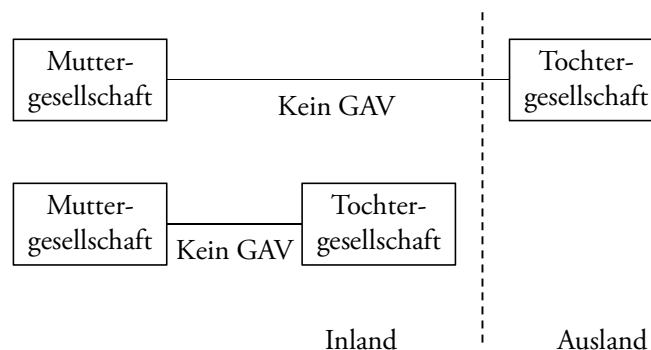 Mutter-
gesellschaft
Kein GAV
Tochter-
gesellschaft
Mutter-
gesellschaft
Kein GAV
Tochter-
gesellschaft
Inland
Ausland